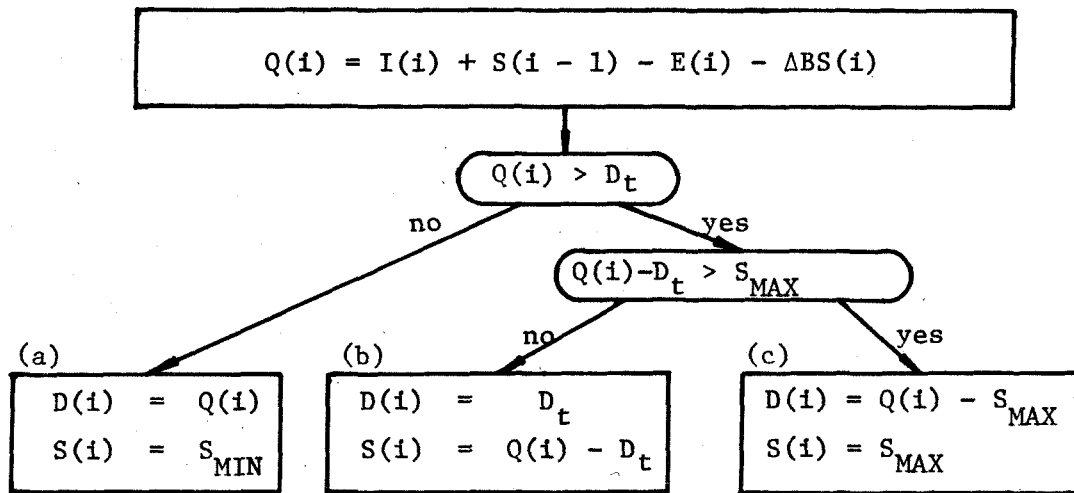 Q(i) = I(i) + S(i - 1) - E(i) - ΔBS(i)
Q(i) > D_t
no
yes
Q(i)-D_t > S_MAX
no
yes
(a)
(b)
(c)
D(i) = Q(i)
S(i) = S_MIN
D(i) = D_t
S(i) = Q(i) - D_t
D(i) = Q(i) - S_MAX
S(i) = S_MAX